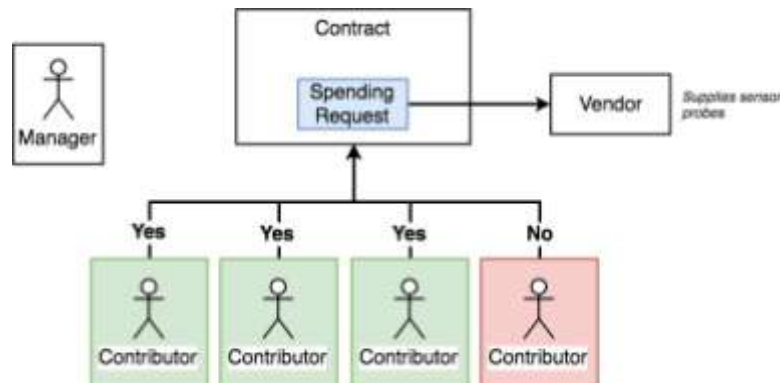 Contract
Spending
Request
Vendor
Supplies sensor
probes
Manager
Yes
Yes
Yes
No
Contributor
Contributor
Contributor
Contributor